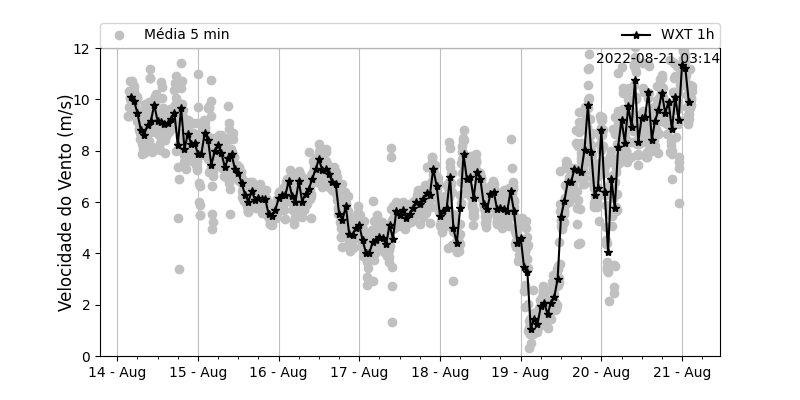 Média 5 min
WXT 1h
2022-08-21 03:14
Velocidade do Vento (m/s)
12
10
8
6
4
2
0
14 - Aug
15 - Aug
16 - Aug
17 - Aug
18 - Aug
19 - Aug
20 - Aug
21 - Aug